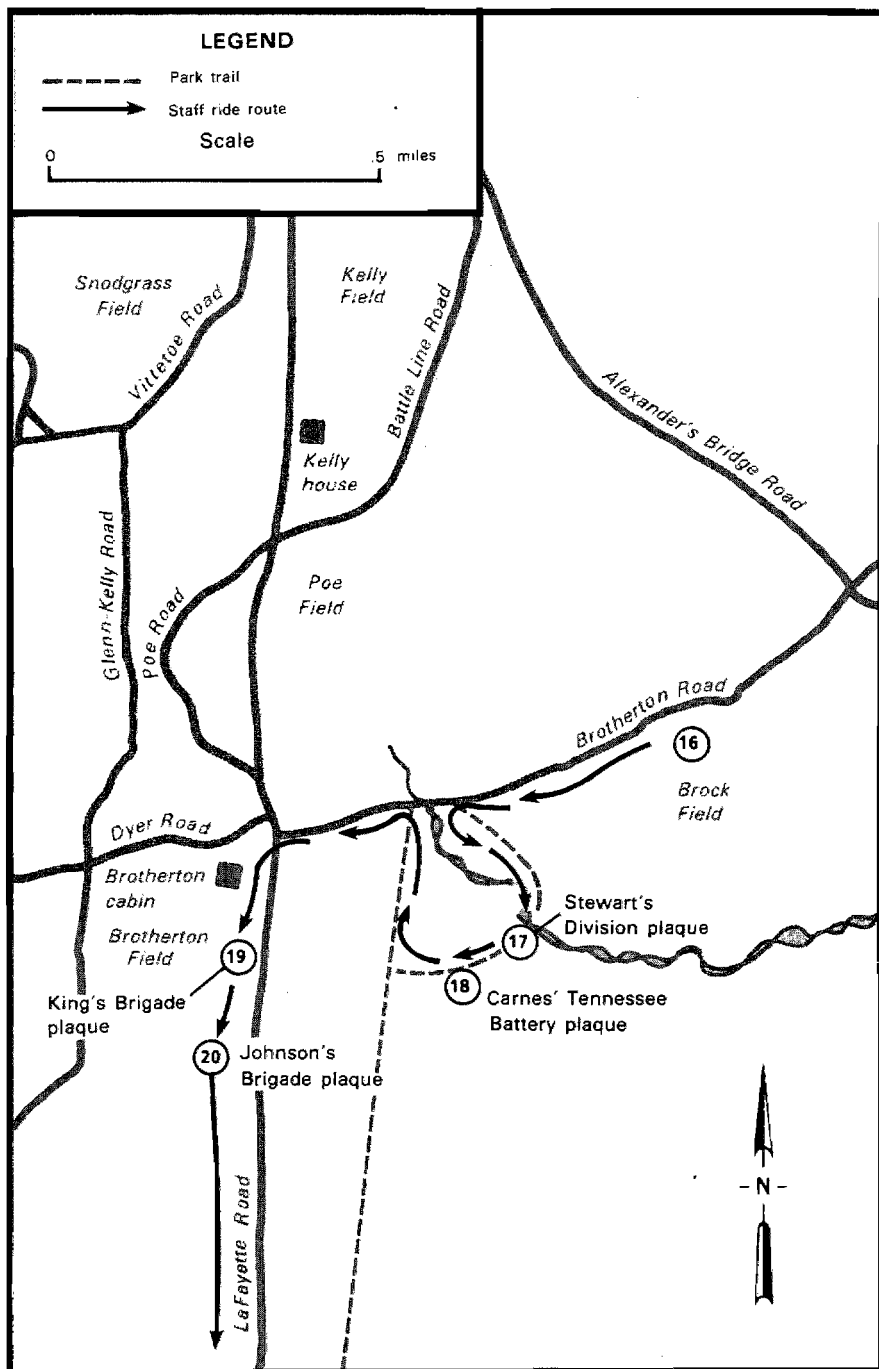 LEGEND
Park trail
Staff ride route
Scale
0 .5 miles
Snodgrass
Field
Vittetoe Road
Kelly
Field
Battle Line Road
Alexander's Bridge Road
Kelly
house
Glenn-Kelly Road
Poe Road
Poe
Field
Brotherton Road
16
Brock
Field
Dyer Road
Brotherton
cabin
Brotherton
Field
Stewart's
Division plaque
17
19
King's Brigade
plaque
18
Carnes' Tennessee
Battery plaque
20
Johnson's
Brigade plaque
LaFayette Road
- N -